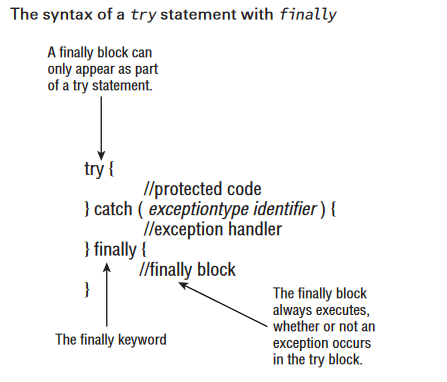 The syntax of a try statement with finally
A finally block can
only appear as part
of a try statement.
try {
//protected code
} catch ( exceptiontype identifier ) {
//exception handler
} finally {
//finally block
}
The finally keyword
The finally block
always executes,
whether or not an
exception occurs
in the try block.